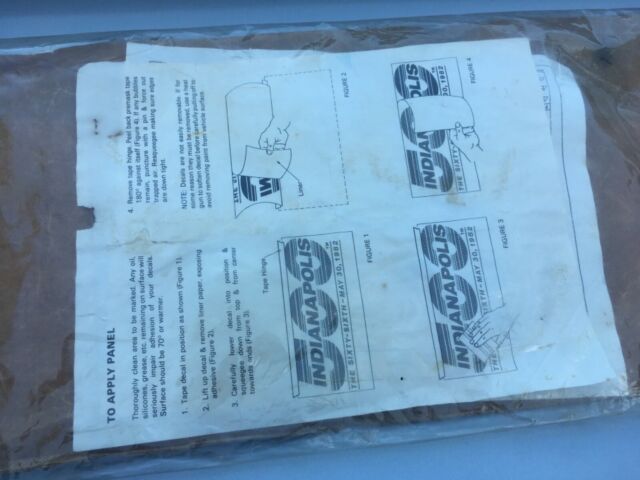 TO APPLY PANEL
Thoroughly clean area to be marked. Any oil,
silicones, grease, etc. remaining on surface will
seriously impair adhesion of your decals.
Surface should be 70° or warmer.
1. Tape decal in position as shown (Figure 1).
2. Lift up decal & remove liner paper, exposing
adhesive (Figure 2).
3. Carefully lower decal into position &
squeegee down from top & from center
towards ends (Figure 3).
4. Remove tape hinge. Peel back premask tape
180° against itself (Figure 4). If any bubbles
remain, puncture with a pin & force out
trapped air. Resqueegee making sure edges
are down tight.
NOTE: Decals are not easily removable. If for
some reason they must be removed, use a heat
gun to soften decal before carefully pulling off to
avoid removing paint from vehicle surface.
Tape Hinge
INDIANAPOLIS
500
THE SIXTY-SIXTH-MAY 30, 1982
FIGURE 1
Liner
FIGURE 2
INDIANAPOLIS
500
THE SIXTY-SIXTH-MAY 30, 1982
FIGURE 3
INDIANAPOLIS
THE SIXTY
30, 1982
FIGURE 4